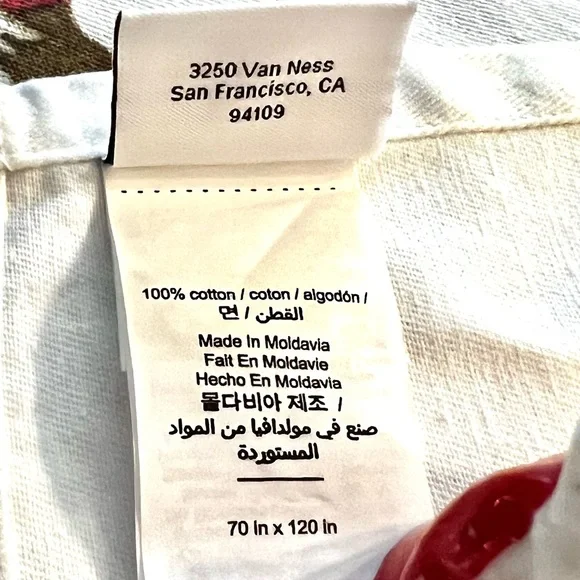 3250 Van Ness
San Francisco, CA
94109
100% cotton / coton / algodón /
면 / القطن
Made In Moldavia
Fait En Moldavie
Hecho En Moldavia
몰다비아 제조 /
صنع في مولدافيا من المواد
المستوردة
70 in x 120 in